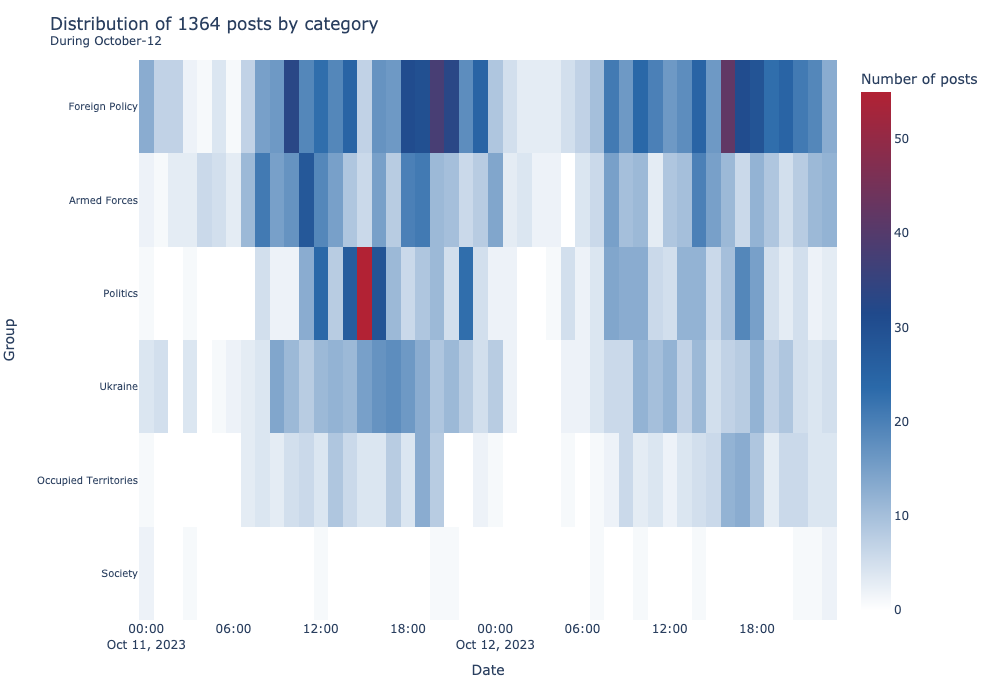 Distribution of 1364 posts by category
During October-12
Number of posts
Foreign Policy
Armed Forces
Politics
Ukraine
Occupied Territories
Society
Group
50
40
30
20
10
0
00:00 06:00 12:00 18:00 00:00 06:00 12:00 18:00
Oct 11, 2023 Oct 12, 2023
Date